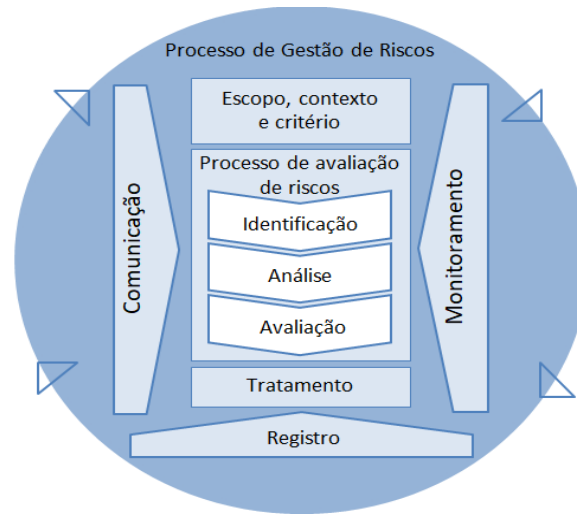 Processo de Gestão de Riscos
Escopo, contexto
e critério
Processo de avaliação
de riscos
Identificação
Análise
Avaliação
Tratamento
Registro
Comunicação
Monitoramento